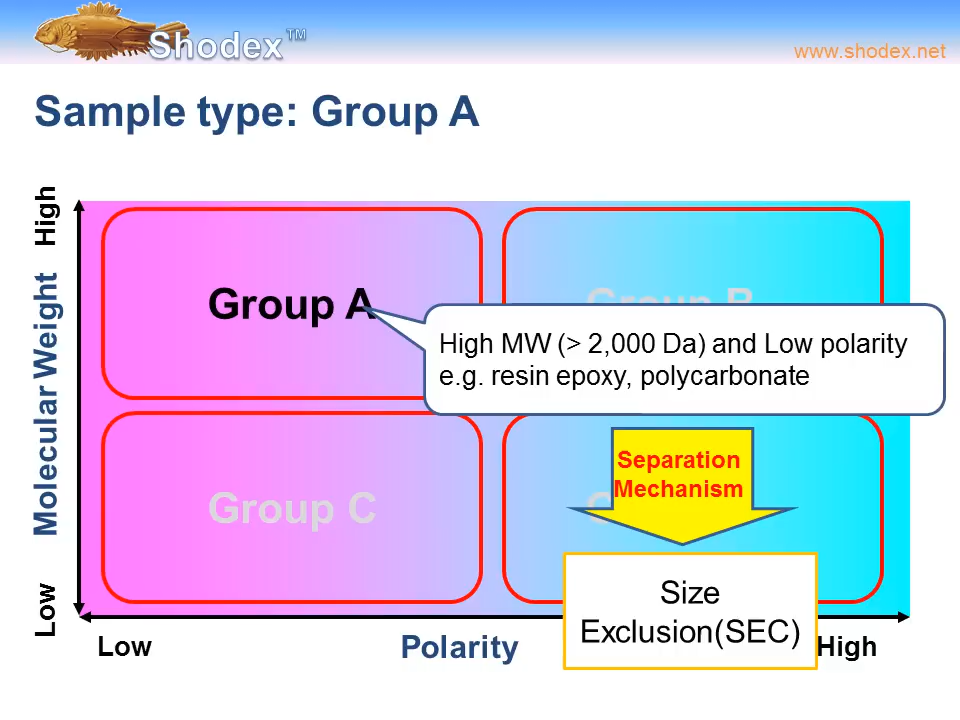 Shodex™
www.shodex.net
Sample type: Group A
High
Molecular Weight
Low
Group A
Group B
High MW (> 2,000 Da) and Low polarity
e.g. resin epoxy, polycarbonate
Group C
Separation
Mechanism
Size
Exclusion(SEC)
Low
Polarity
High